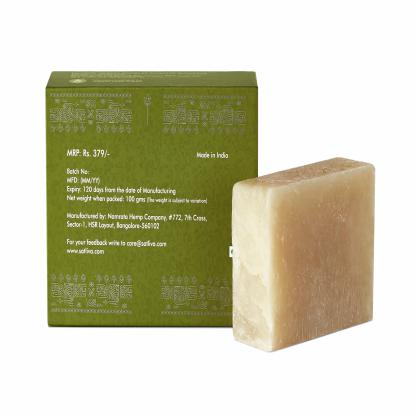 MRP: Rs. 379/-
Made in India
Batch No:
MFD: (MM/YY)
Expiry: 120 days from the date of Manufacturing
Net weight when packed: 100 gms (The weight is subject to variation)
Manufactured by: Namrata Hemp Company, #772, 7th Cross,
Sector-1, HSR Layout, Bangalore-560102
For your feedback write to care@satliva.com
www.satliva.com